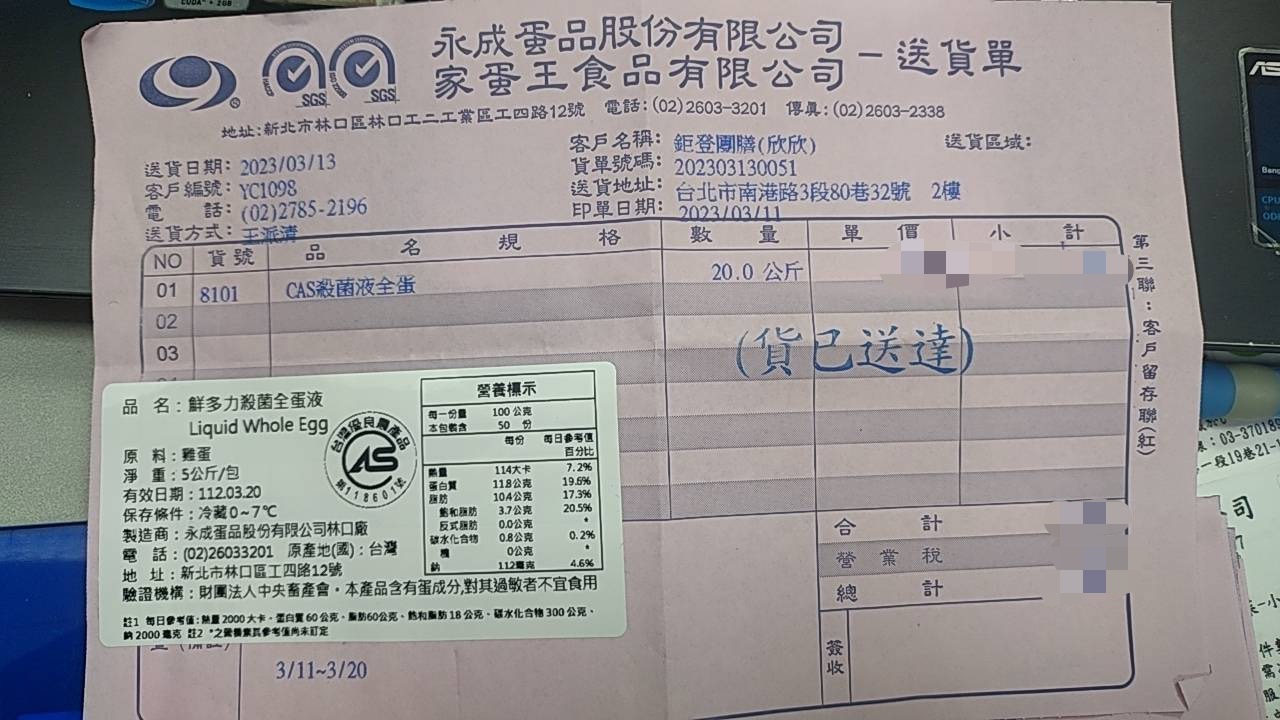 永成蛋品股份有限公司
家蛋王食品有限公司
－送貨單
SGS
SGS
地址:新北市林口區林口工二工業區工四路12號 電話:(02)2603-3201 傳真:(02)2603-2338
送貨日期: 2023/03/13
客戶編號: YC1098
電 話: (02)2785-2196
送貨方式: 王派清
客戶名稱: 鉅登團膳(欣欣)
貨單號碼: 202303130051
送貨地址: 台北市南港路3段80巷32號 2樓
印單日期: 2023/03/11
送貨區域:
NO 貨號 品名規格 數量 單價 小計
01 8101 CAS殺菌液全蛋 20.0 公斤
02
03
(貨已送達)
第三聯:客戶留存聯(紅)
合計
營業稅
總計
簽收
3/11~3/20
品 名:鮮多力殺菌全蛋液
Liquid Whole Egg
原 料:雞蛋
淨 重:5公斤/包
有效日期:112.03.20
保存條件:冷藏0~7℃
製造商:永成蛋品股份有限公司林口廠
電 話:(02)26033201 原產地(國):台灣
地 址:新北市林口區工四路12號
驗證機構:財團法人中央畜產會。本產品含有蛋成分,對其過敏者不宜食用
註1 每日參考值:熱量2000大卡、蛋白質60公克、脂肪60公克、飽和脂肪18公克、碳水化合物300公克、
鈉2000毫克 註2 "*之營養素其參考值尚未訂定
台灣優良農產品
CAS
第118601號
營養標示
每一份量 100 公克
本包裝含 50 份
每份 每日參考值百分比
熱量 114大卡 7.2%
蛋白質 11.8公克 19.6%
脂肪 10.4公克 17.3%
飽和脂肪 3.7公克 20.5%
反式脂肪 0.0公克 *
碳水化合物 0.8公克 0.2%
糖 0公克 *
鈉 112毫克 4.6%
: 03-37018
一段19巷21-
司